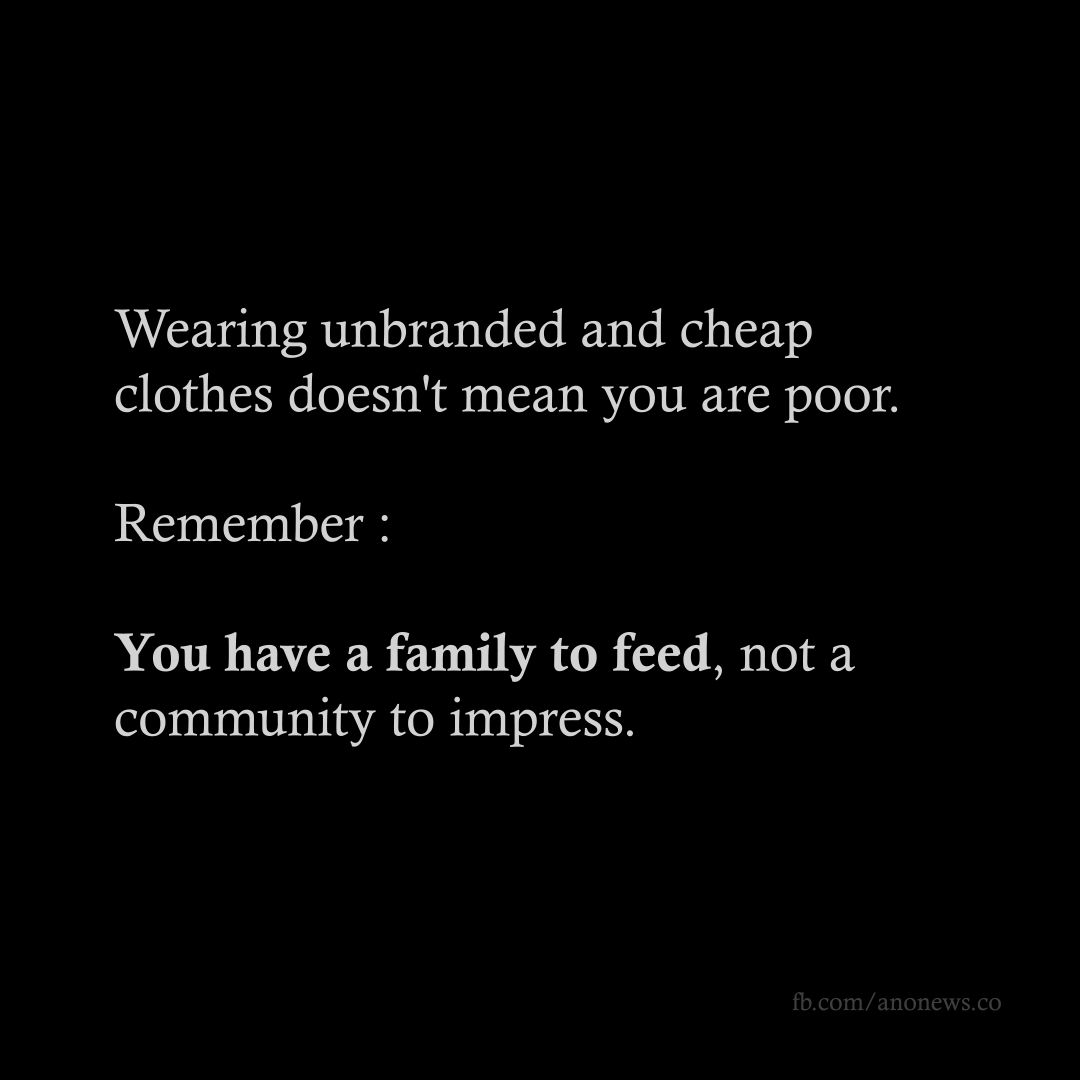 Wearing unbranded and cheap
clothes doesn't mean you are poor.
Remember :
You have a family to feed, not a
community to impress.
fb.com/anonews.co